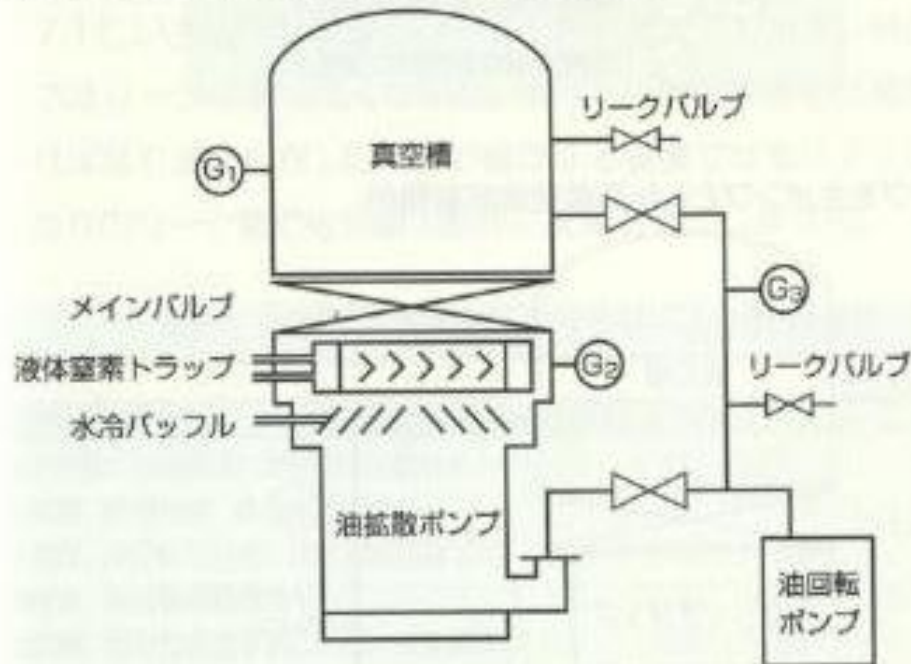 リークバルブ
真空槽
G1
G3
メインバルブ
液体窒素トラップ
G2
リークバルブ
水冷バッフル
油拡散ポンプ
油回転
ポンプ